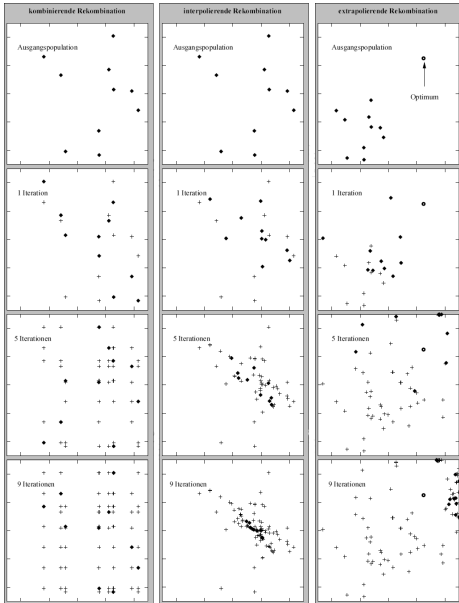 kombinierende Rekombination
interpolierende Rekombination
extrapolierende Rekombination
Ausgangspopulation
Ausgangspopulation
Ausgangspopulation
Optimum
1 Iteration
1 Iteration
1 Iteration
5 Iterationen
5 Iterationen
5 Iterationen
9 Iterationen
9 Iterationen
9 Iterationen